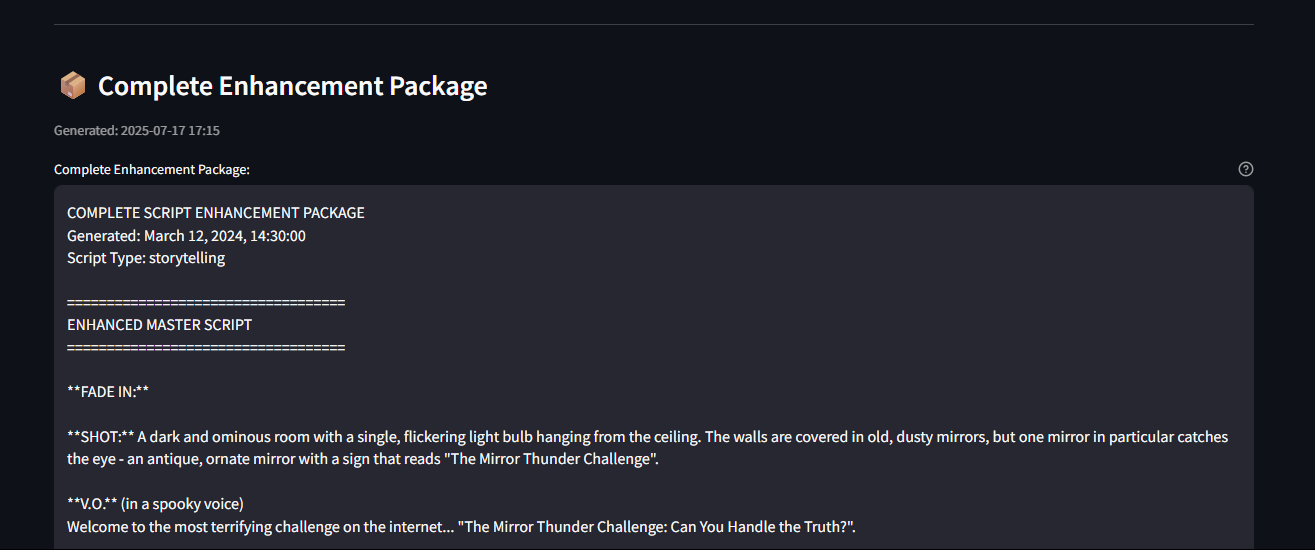 Complete Enhancement Package
Generated: 2025-07-17 17:15
Complete Enhancement Package:
COMPLETE SCRIPT ENHANCEMENT PACKAGE
Generated: March 12, 2024, 14:30:00
Script Type: storytelling
===================================
ENHANCED MASTER SCRIPT
===================================
**FADE IN:**
**SHOT:** A dark and ominous room with a single, flickering light bulb hanging from the ceiling. The walls are covered in old, dusty mirrors, but one mirror in particular catches
the eye - an antique, ornate mirror with a sign that reads "The Mirror Thunder Challenge".
**V.O.** (in a spooky voice)
Welcome to the most terrifying challenge on the internet... "The Mirror Thunder Challenge: Can You Handle the Truth?".